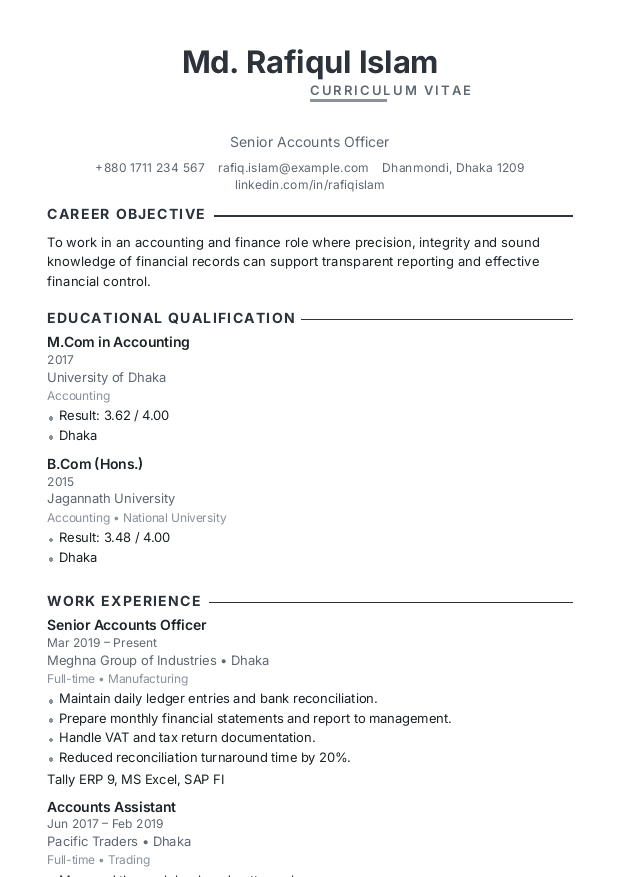 Md. Rafiqul Islam
CURRICULUM VITAE
Senior Accounts Officer
+880 1711 234 567 rafiq.islam@example.com Dhanmondi, Dhaka 1209
linkedin.com/in/rafiqislam
CAREER OBJECTIVE
To work in an accounting and finance role where precision, integrity and sound
knowledge of financial records can support transparent reporting and effective
financial control.
EDUCATIONAL QUALIFICATION
M.Com in Accounting
2017
University of Dhaka
Accounting
• Result: 3.62 / 4.00
• Dhaka
B.Com (Hons.)
2015
Jagannath University
Accounting • National University
• Result: 3.48 / 4.00
• Dhaka
WORK EXPERIENCE
Senior Accounts Officer
Mar 2019 – Present
Meghna Group of Industries • Dhaka
Full-time • Manufacturing
• Maintain daily ledger entries and bank reconciliation.
• Prepare monthly financial statements and report to management.
• Handle VAT and tax return documentation.
• Reduced reconciliation turnaround time by 20%.
Tally ERP 9, MS Excel, SAP FI
Accounts Assistant
Jun 2017 – Feb 2019
Pacific Traders • Dhaka
Full-time • Trading